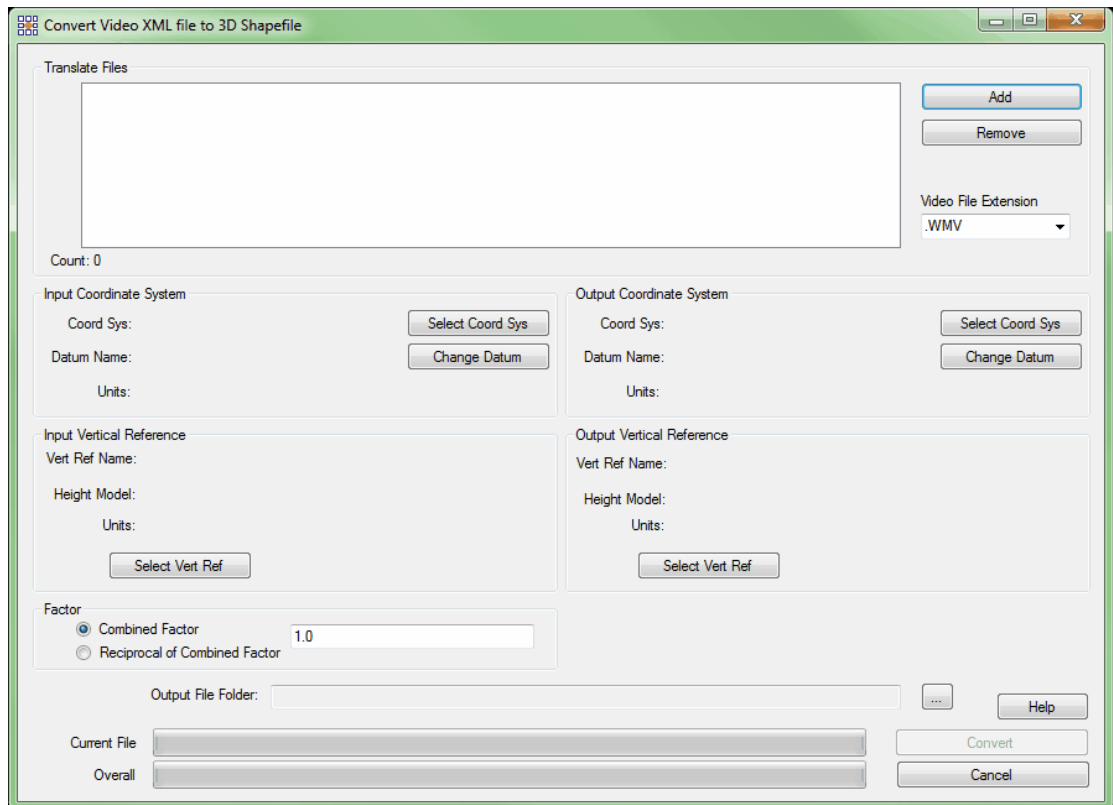 Convert Video XML file to 3D Shapefile
Translate Files
Add
Remove
Video File Extension
.WMV
Count: 0
Input Coordinate System
Coord Sys:
Select Coord Sys
Datum Name:
Change Datum
Units:
Output Coordinate System
Coord Sys:
Select Coord Sys
Datum Name:
Change Datum
Units:
Input Vertical Reference
Vert Ref Name:
Height Model:
Units:
Select Vert Ref
Output Vertical Reference
Vert Ref Name:
Height Model:
Units:
Select Vert Ref
Factor
Combined Factor
1.0
Reciprocal of Combined Factor
Output File Folder:
...
Help
Current File
Convert
Overall
Cancel